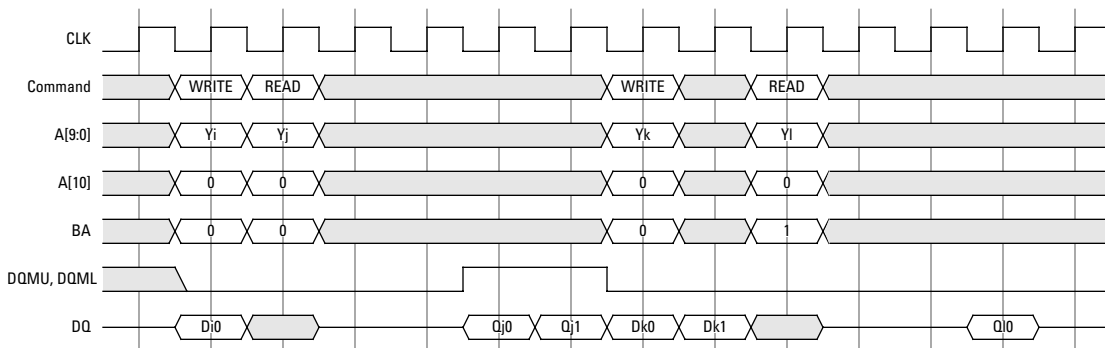 CLK
Command WRITE READ WRITE READ
A[9:0] Yi Yj Yk Yl
A[10] 0 0 0 0
BA 0 0 0 1
DQMU, DQML
DQ Di0 Qj0 Qj1 Dk0 Dk1 Ql0